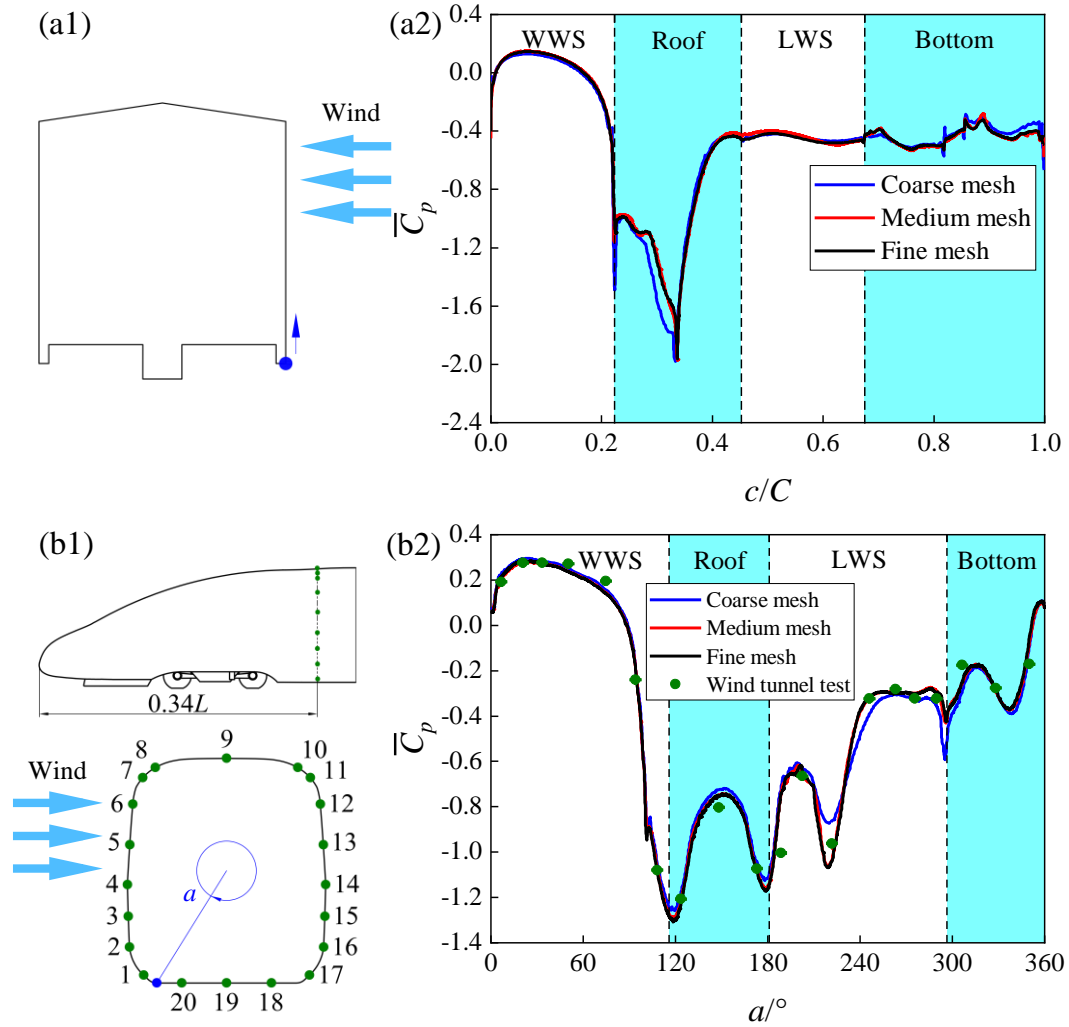 (a1)
Wind
(a2)
0.4
0.0
-0.4
-0.8
-1.2
-1.6
-2.0
-2.4
C̅p
WWS Roof LWS Bottom
Coarse mesh
Medium mesh
Fine mesh
0.0 0.2 0.4 0.6 0.8 1.0
c/C
(b1)
0.34L
Wind
1
2
3
4
5
6
7
8
9
10
11
12
13
14
15
16
17
18
19
20
a
(b2)
0.4
0.2
0.0
-0.2
-0.4
-0.6
-0.8
-1.0
-1.2
-1.4
C̅p
WWS Roof LWS Bottom
Coarse mesh
Medium mesh
Fine mesh
Wind tunnel test
0 60 120 180 240 300 360
a/°